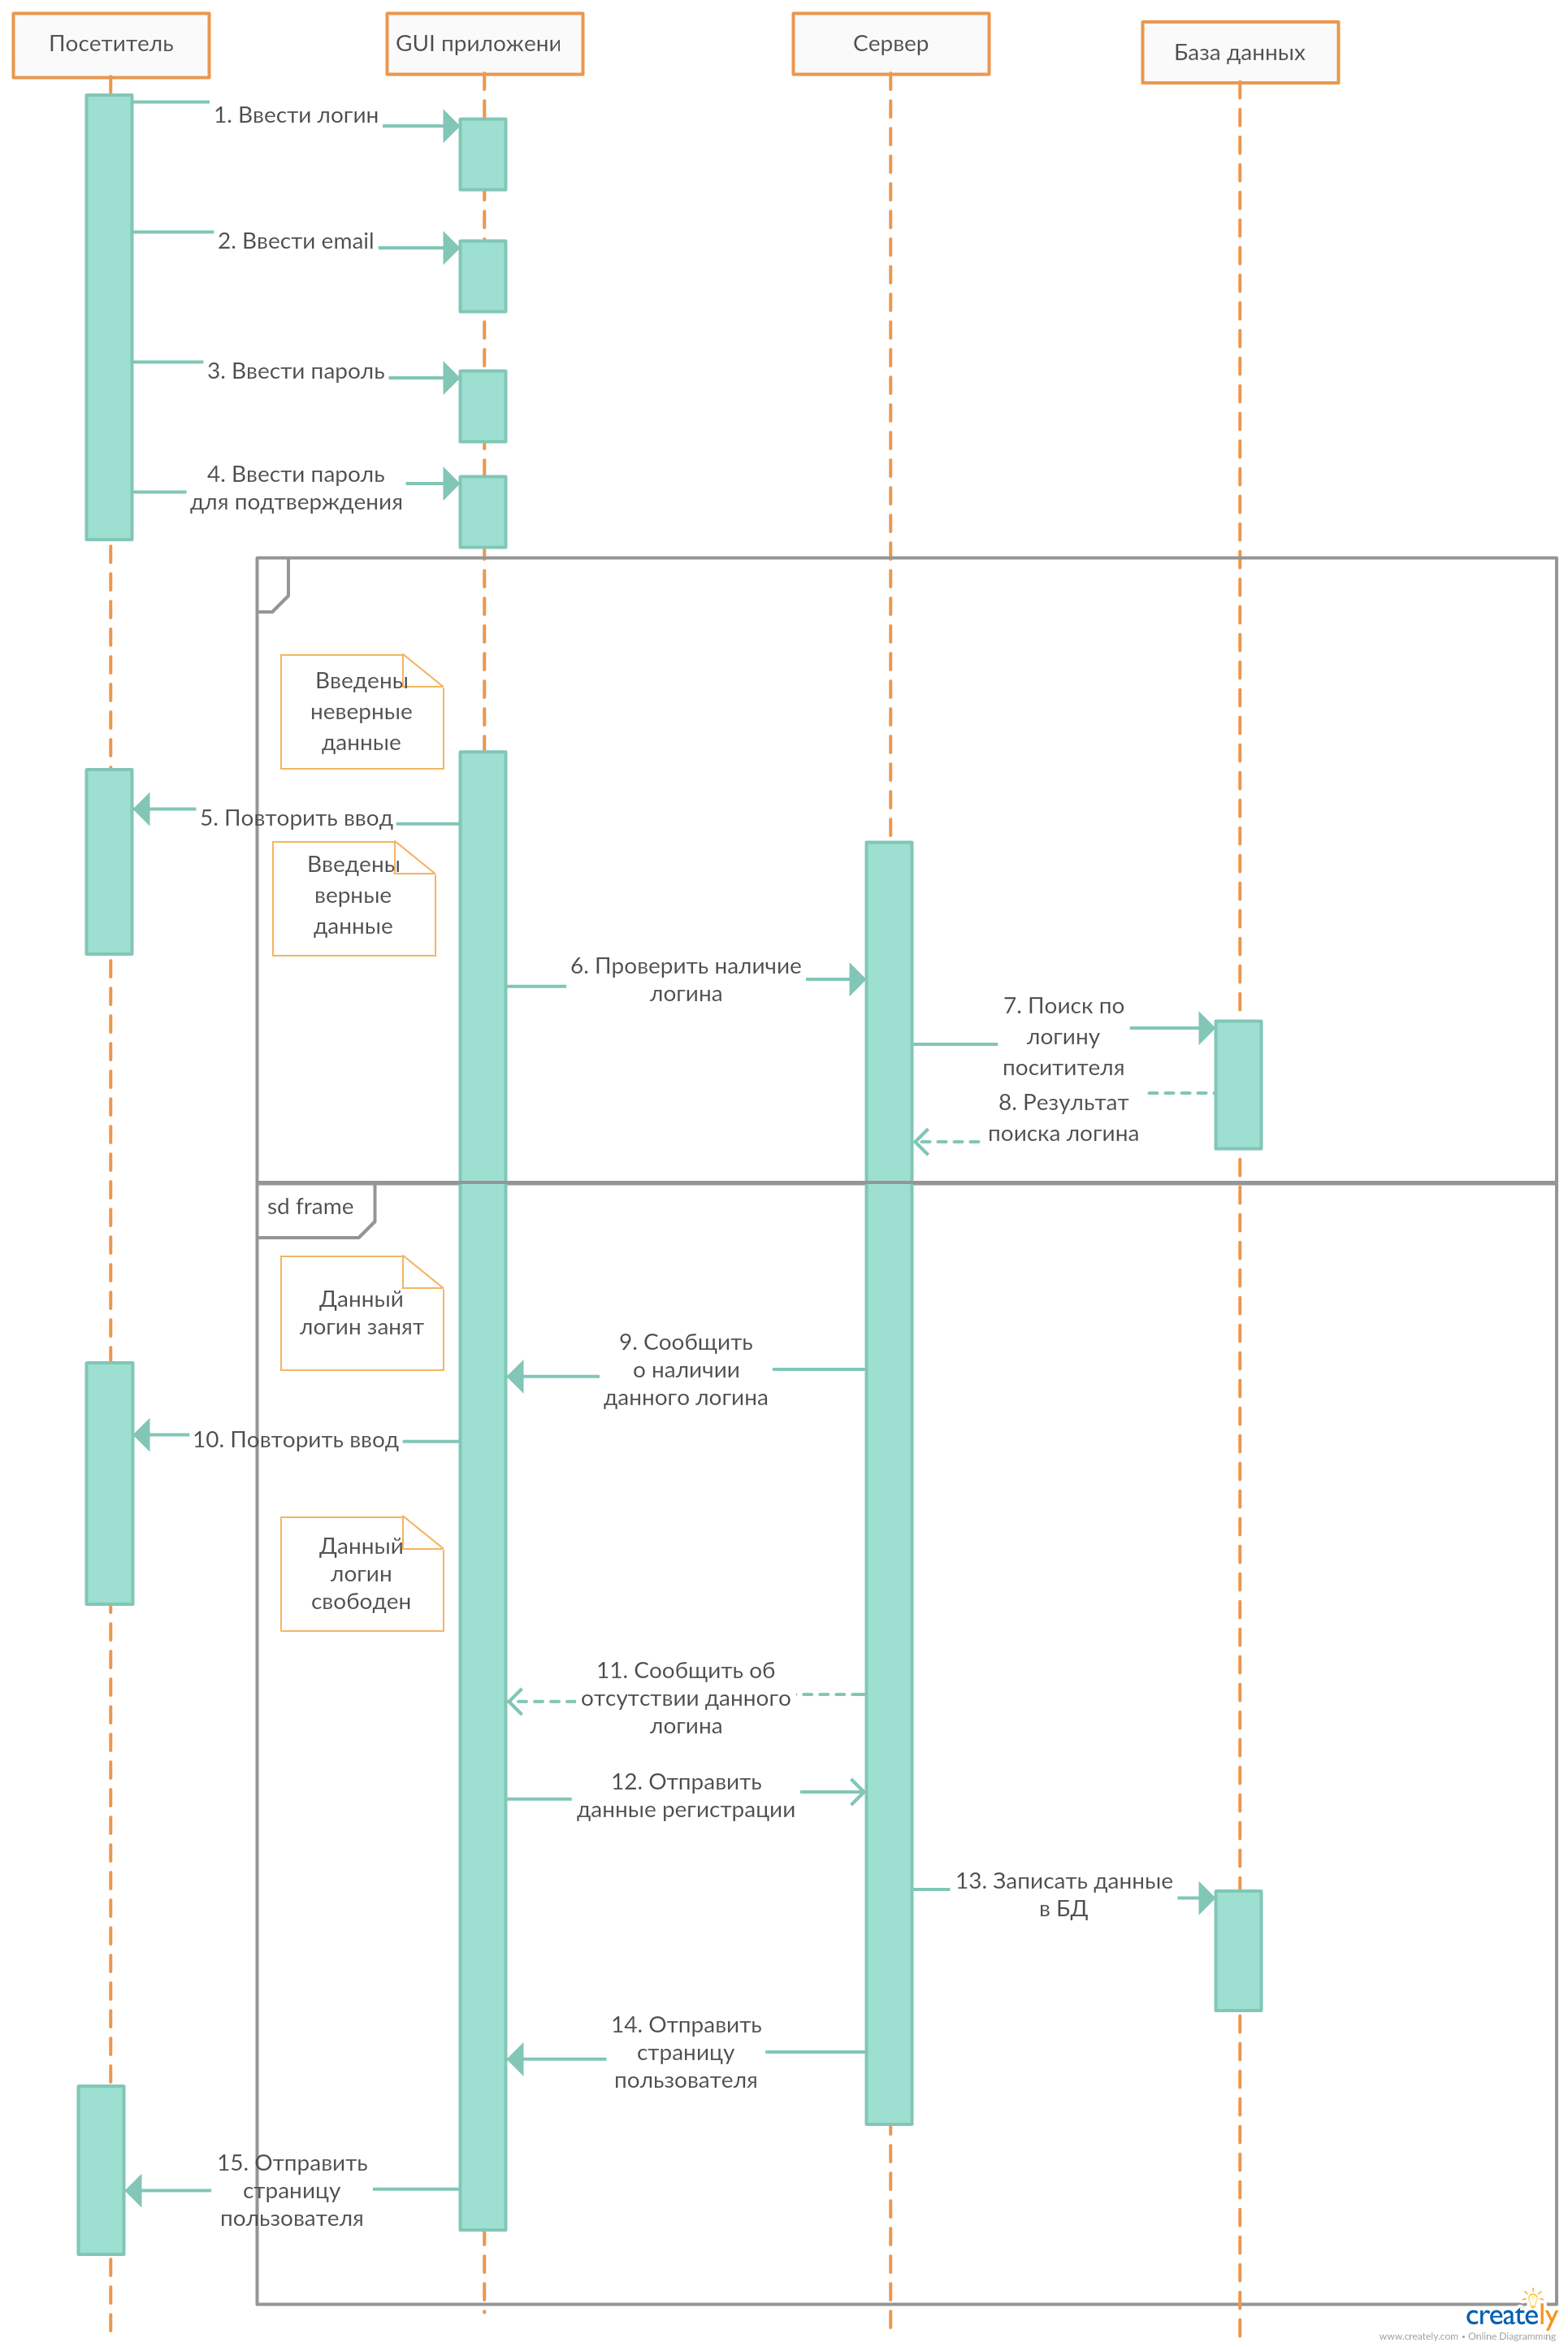 Посетитель
GUI приложени
Сервер
База данных
1. Ввести логин
2. Ввести email
3. Ввести пароль
4. Ввести пароль
для подтверждения
Введены
неверные
данные
5. Повторить ввод
Введены
верные
данные
6. Проверить наличие
логина
7. Поиск по
логину
поситителя
8. Результат
поиска логина
sd frame
Данный
логин занят
9. Сообщить
о наличии
данного логина
10. Повторить ввод
Данный
логин
свободен
11. Сообщить об
отсутствии данного
логина
12. Отправить
данные регистрации
13. Записать данные
в БД
14. Отправить
страницу
пользователя
15. Отправить
страницу
пользователя
creately
www.creately.com • Online Diagramming